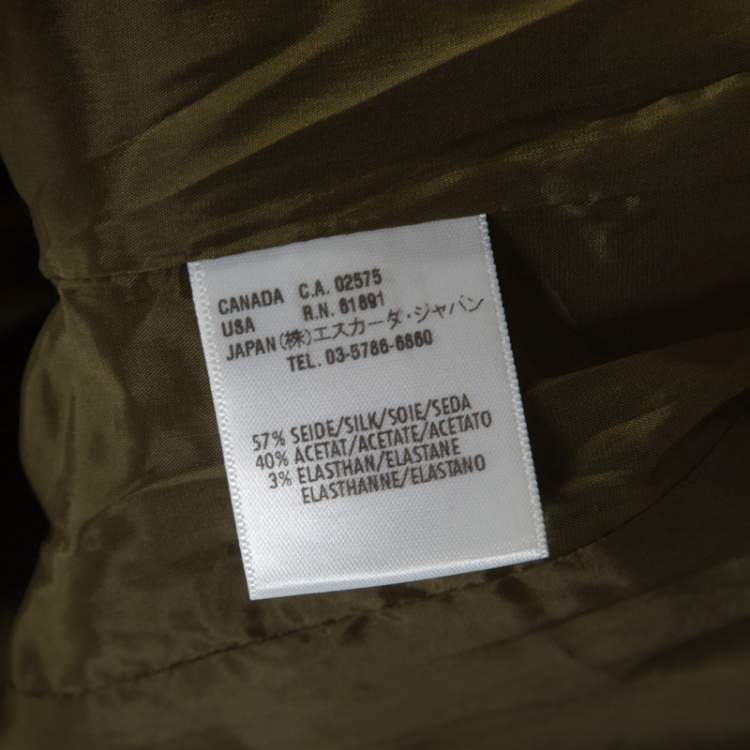 CANADA C.A. 02575
USA R.N. 81891
JAPAN (株)エスカーダ・ジャパン
TEL. 03-5786-6860
57% SEIDE/SILK/SOIE/SEDA
40% ACETAT/ACETATE/ACETATO
3% ELASTHAN/ELASTANE
ELASTHANNE/ELASTANO